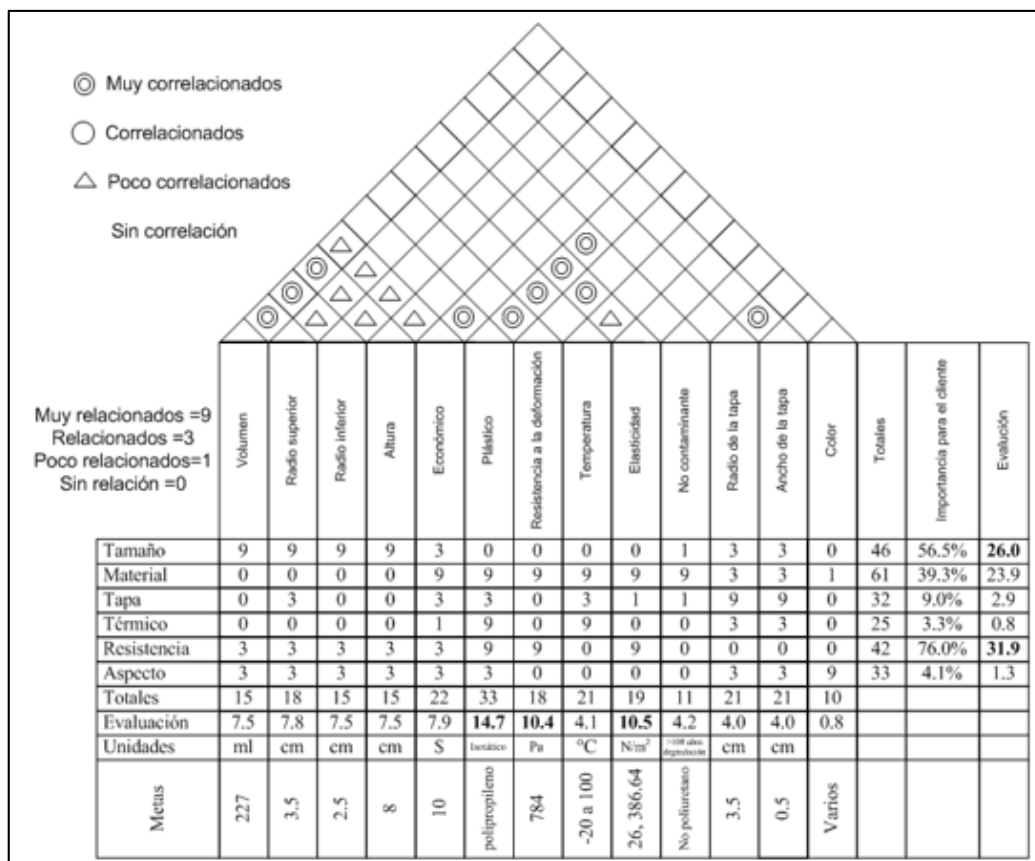 Muy correlacionados
Correlacionados
Poco correlacionados
Sin correlación
Muy relacionados =9
Relacionados =3
Poco relacionados=1
Sin relación =0
Volumen Radio superior Radio inferior Altura Económico Plástico Resistencia a la deformación Temperatura Elasticidad No contaminante Radio de la tapa Ancho de la tapa Color Totales Importancia para el cliente Evalución
Tamaño 9 9 9 9 3 0 0 0 0 1 3 3 0 46 56.5% 26.0
Material 0 0 0 0 9 9 9 9 9 9 3 3 1 61 39.3% 23.9
Tapa 0 3 0 0 3 3 0 3 1 1 9 9 0 32 9.0% 2.9
Térmico 0 0 0 0 1 9 0 9 0 0 3 3 0 25 3.3% 0.8
Resistencia 3 3 3 3 3 9 9 0 9 0 0 0 0 42 76.0% 31.9
Aspecto 3 3 3 3 3 3 0 0 0 0 3 3 9 33 4.1% 1.3
Totales 15 18 15 15 22 33 18 21 19 11 21 21 10
Evaluación 7.5 7.8 7.5 7.5 7.9 14.7 10.4 4.1 10.5 4.2 4.0 4.0 0.8
Unidades ml cm cm cm $ Pa °C N/m² >100 años degradación cm cm
Metas 227 3.5 2.5 8 10 polipropileno 784 -20 a 100 26, 386.64 No poliuretano 3.5 0.5 Varios